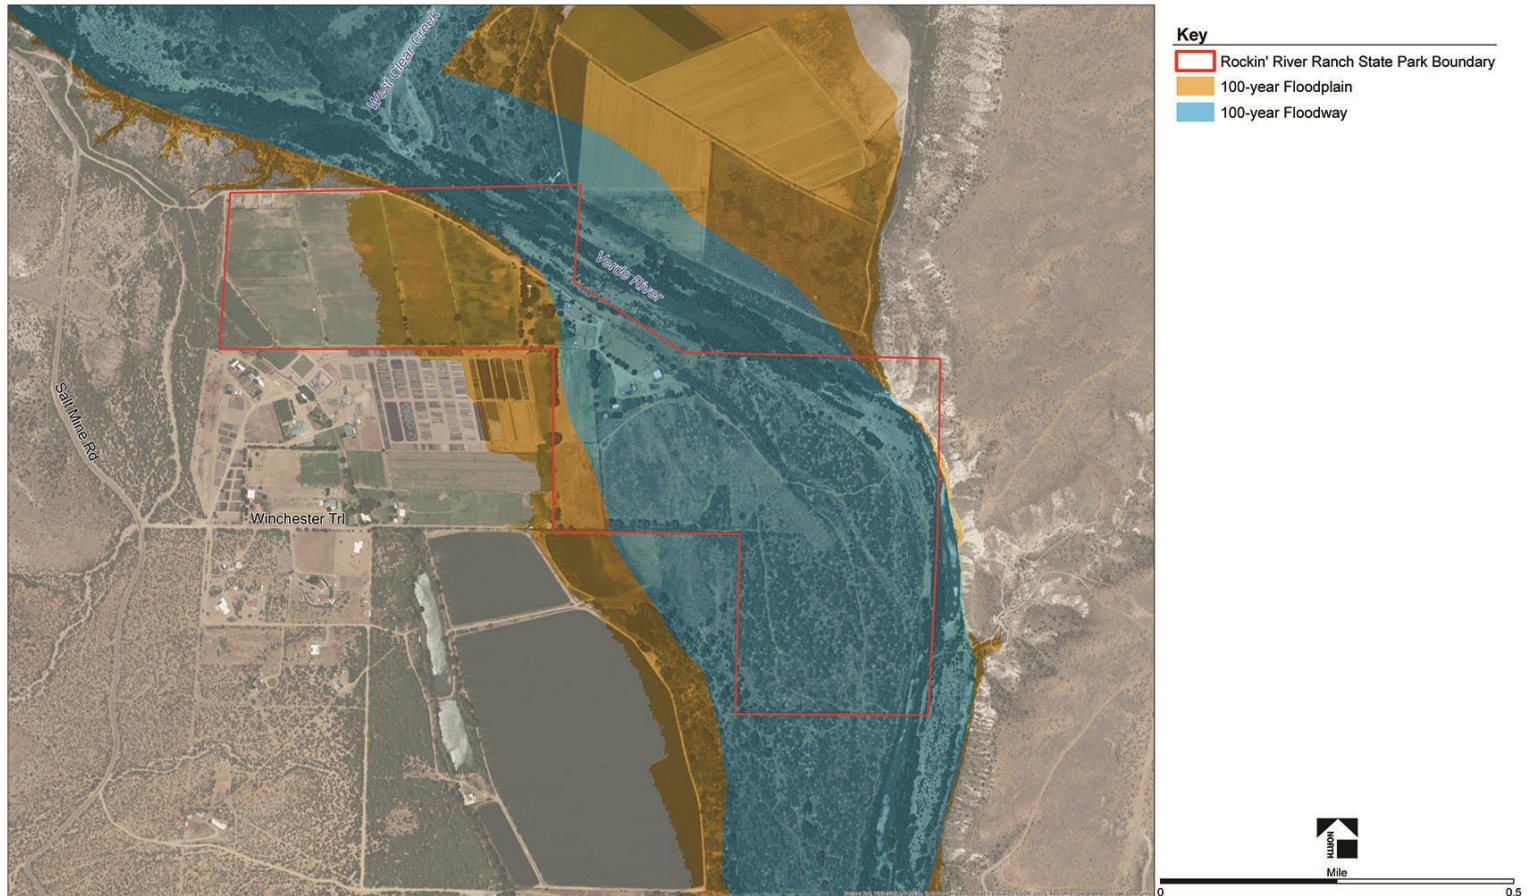 West Clear Creek
Verde River
Salt Mine Rd
Winchester Trl
Key
Rockin' River Ranch State Park Boundary
100-year Floodplain
100-year Floodway
NORTH
Mile
0
0.5